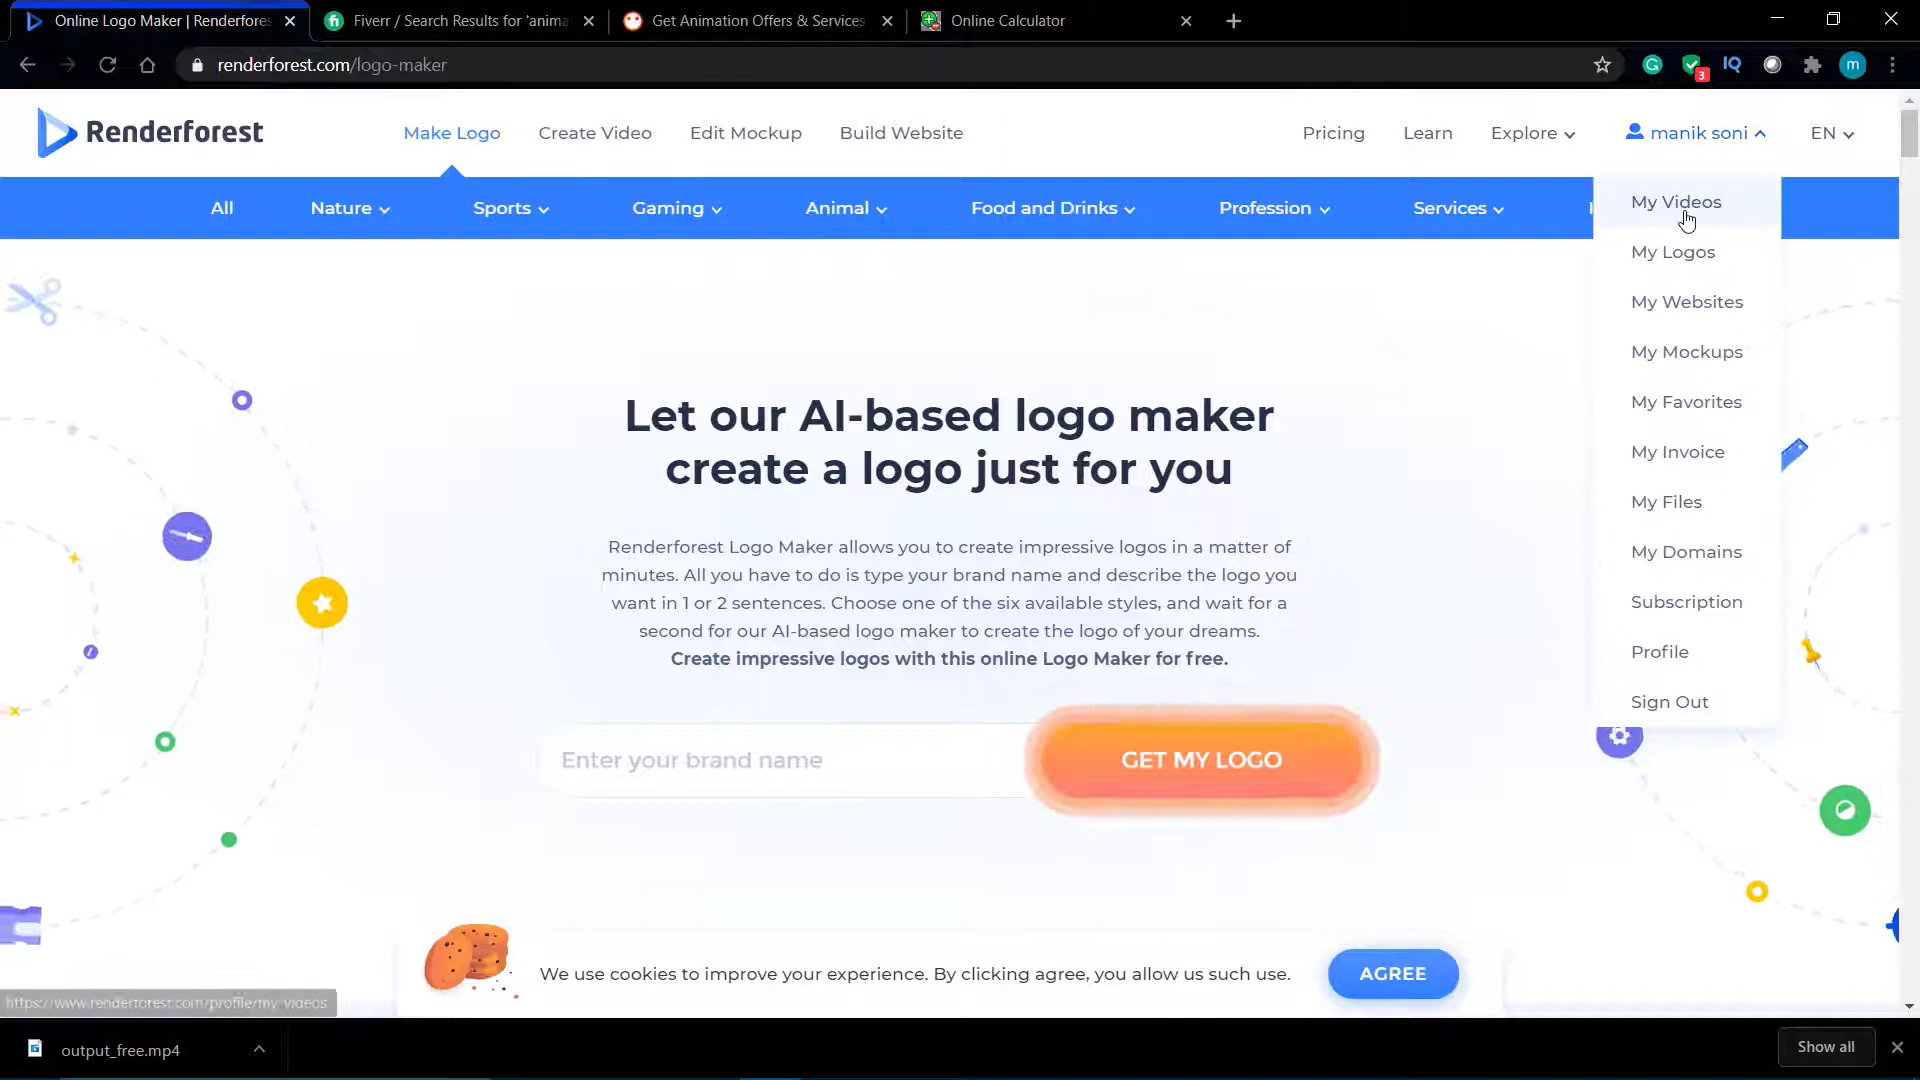 Online Logo Maker | Renderfores
Fiverr / Search Results for 'anima
Get Animation Offers & Services
Online Calculator
renderforest.com/logo-maker
3
IQ
m
Renderforest
Make Logo
Create Video
Edit Mockup
Build Website
Pricing
Learn
Explore
manik soni
EN
All
Nature
Sports
Gaming
Animal
Food and Drinks
Profession
Services
My Videos
My Logos
My Websites
My Mockups
My Favorites
My Invoice
My Files
My Domains
Subscription
Profile
Sign Out
Let our AI-based logo maker
create a logo just for you
Renderforest Logo Maker allows you to create impressive logos in a matter of
minutes. All you have to do is type your brand name and describe the logo you
want in 1 or 2 sentences. Choose one of the six available styles, and wait for a
second for our AI-based logo maker to create the logo of your dreams.
Create impressive logos with this online Logo Maker for free.
Enter your brand name
GET MY LOGO
We use cookies to improve your experience. By clicking agree, you allow us such use.
AGREE
https://www.renderforest.com/profile/my-videos
output_free.mp4
Show all